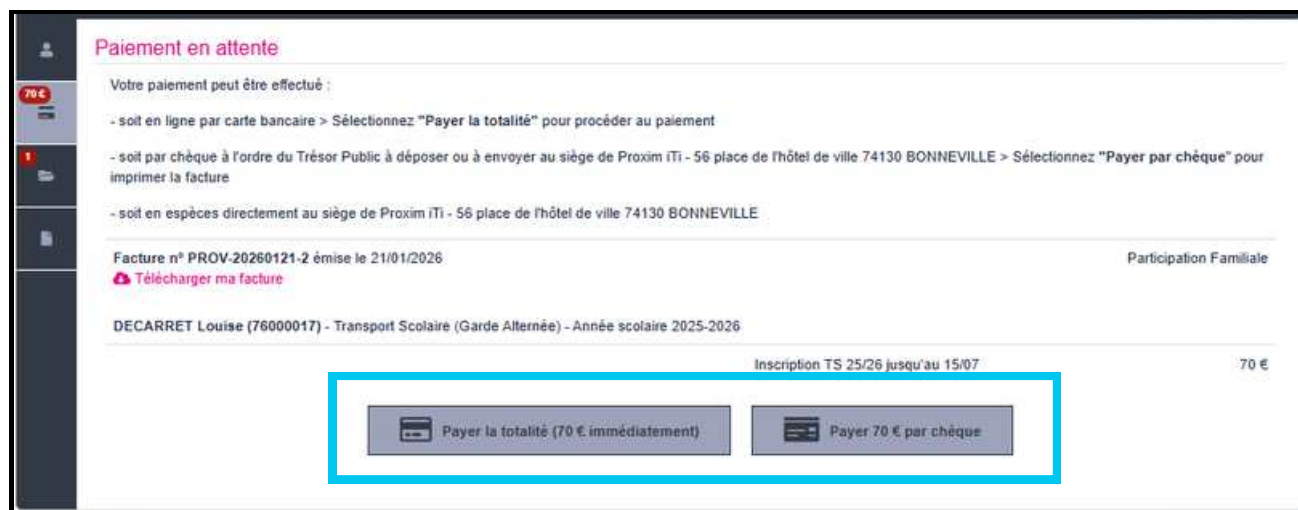 Paiement en attente
Votre paiement peut être effectué :
70 €
- soit en ligne par carte bancaire > Sélectionnez "Payer la totalité" pour procéder au paiement
1
- soit par chèque à l'ordre du Trésor Public à déposer ou à envoyer au siège de Proxim iTi - 56 place de l'hôtel de ville 74130 BONNEVILLE > Sélectionnez "Payer par chèque" pour
imprimer la facture
- soit en espèces directement au siège de Proxim iTi - 56 place de l'hôtel de ville 74130 BONNEVILLE
Facture n° PROV-20260121-2 émise le 21/01/2026
Participation Familiale
Télécharger ma facture
DECARRET Louise (76000017) - Transport Scolaire (Garde Alternée) - Année scolaire 2025-2026
Inscription TS 25/26 jusqu'au 15/07
70 €
Payer la totalité (70 € immédiatement)
Payer 70 € par chèque